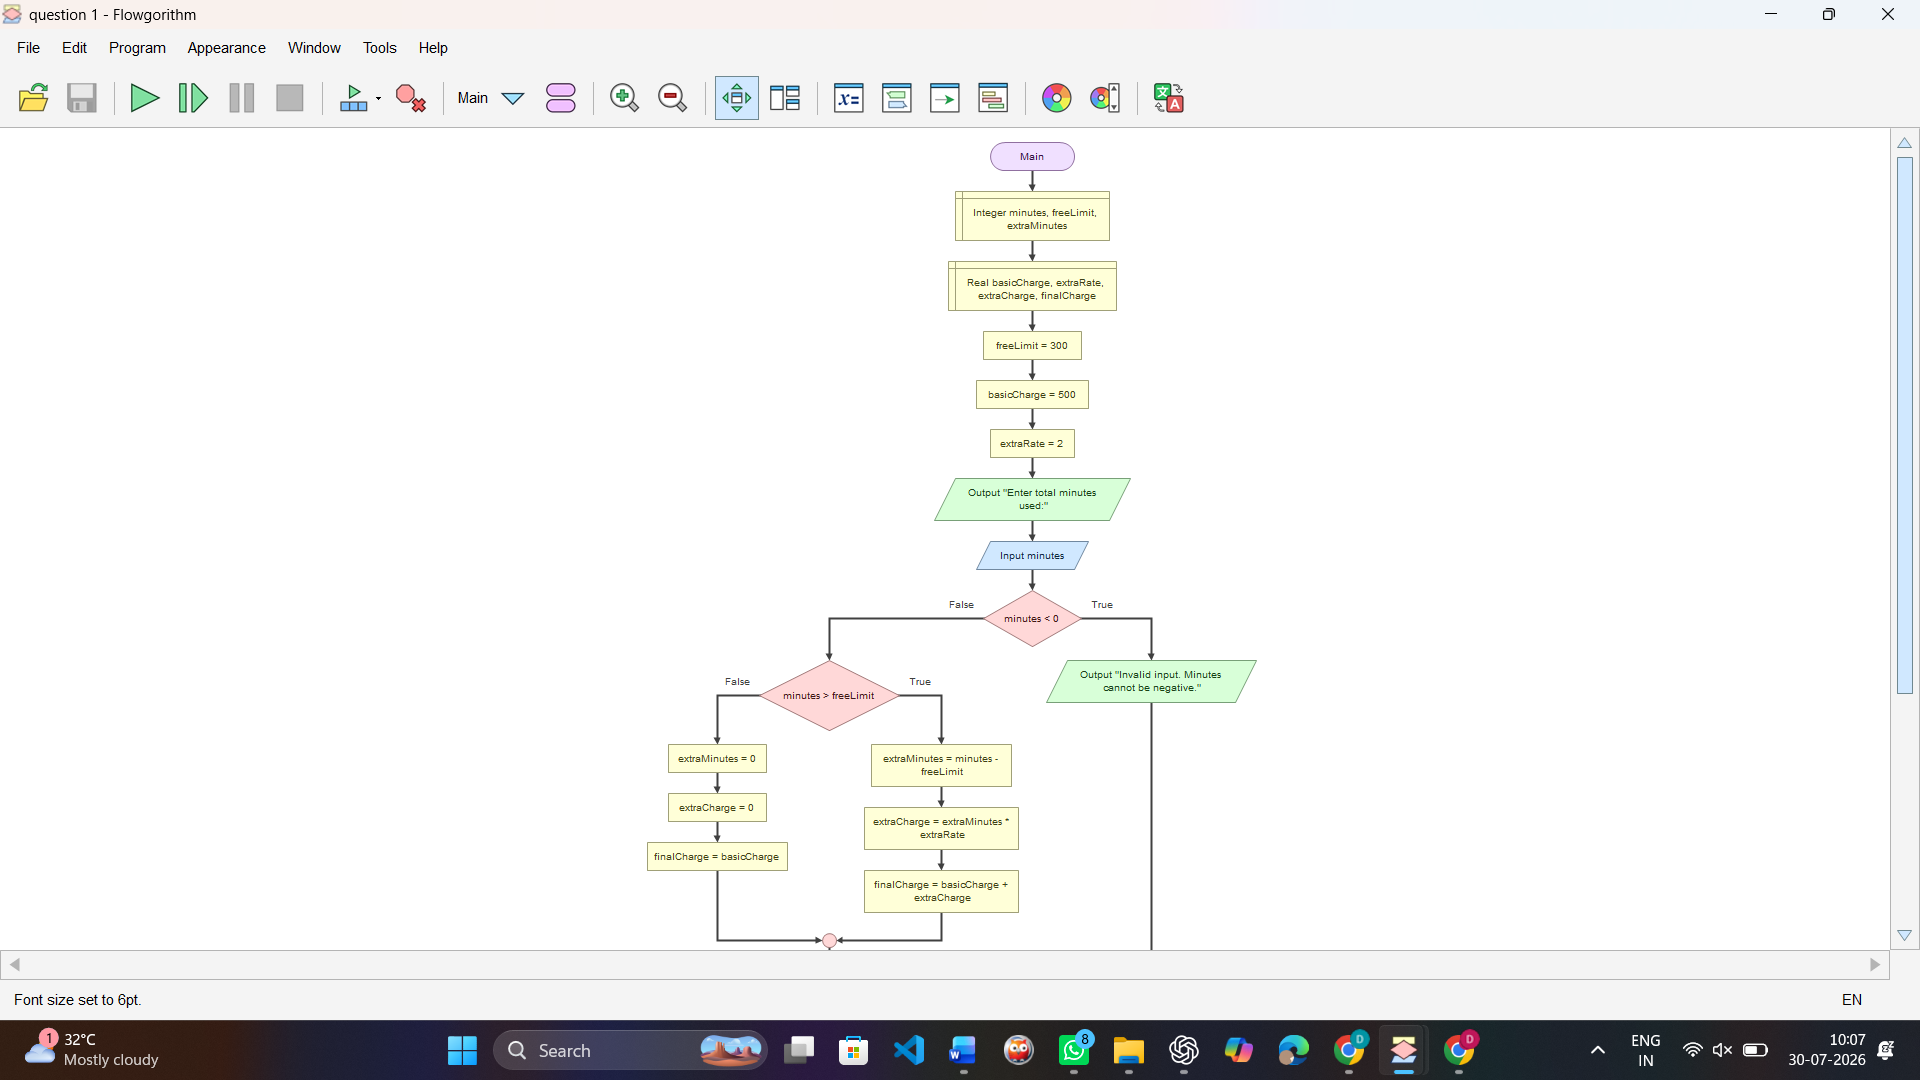 question 1 - Flowgorithm
File Edit Program Appearance Window Tools Help
x=
Main
文
A
Main
Integer minutes, freeLimit,
extraMinutes
Real basicCharge, extraRate,
extraCharge, finalCharge
freeLimit = 300
basicCharge = 500
extraRate = 2
Output "Enter total minutes
used:"
Input minutes
False
True
minutes < 0
Output "Invalid input. Minutes
cannot be negative."
False
True
minutes > freeLimit
extraMinutes = 0
extraCharge = 0
finalCharge = basicCharge
extraMinutes = minutes -
freeLimit
extraCharge = extraMinutes *
extraRate
finalCharge = basicCharge +
extraCharge
Font size set to 6pt.
EN
1
32°C
Mostly cloudy
Search
W
8
D
D
ENG
IN
10:07
30-07-2026